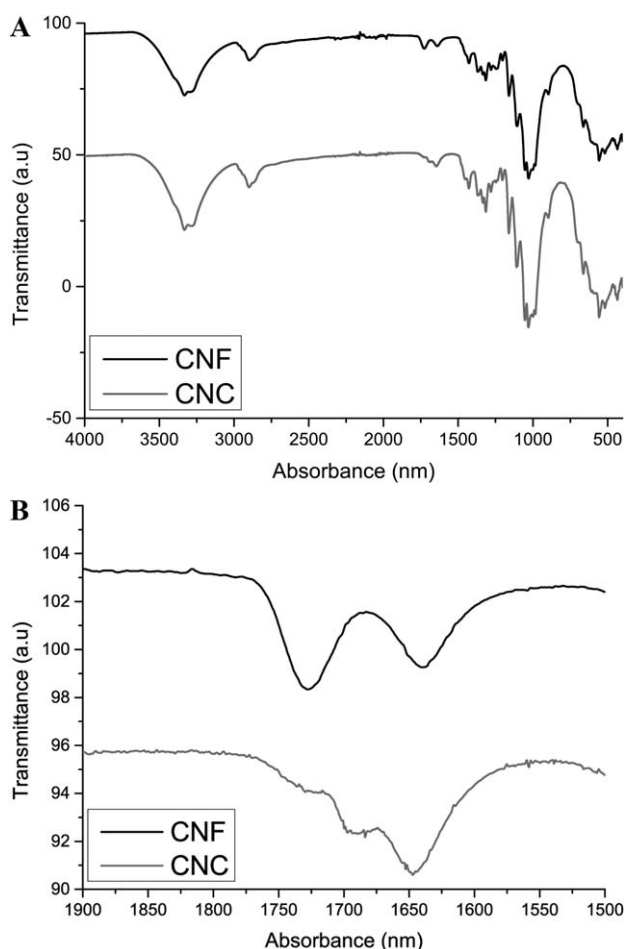 A
100
50
0
-50
Transmittance (a.u)
CNF
CNC
4000 3500 3000 2500 2000 1500 1000 500
Absorbance (nm)
B
106
104
102
100
98
96
94
92
90
Transmittance (a.u)
CNF
CNC
1900 1850 1800 1750 1700 1650 1600 1550 1500
Absorbance (nm)